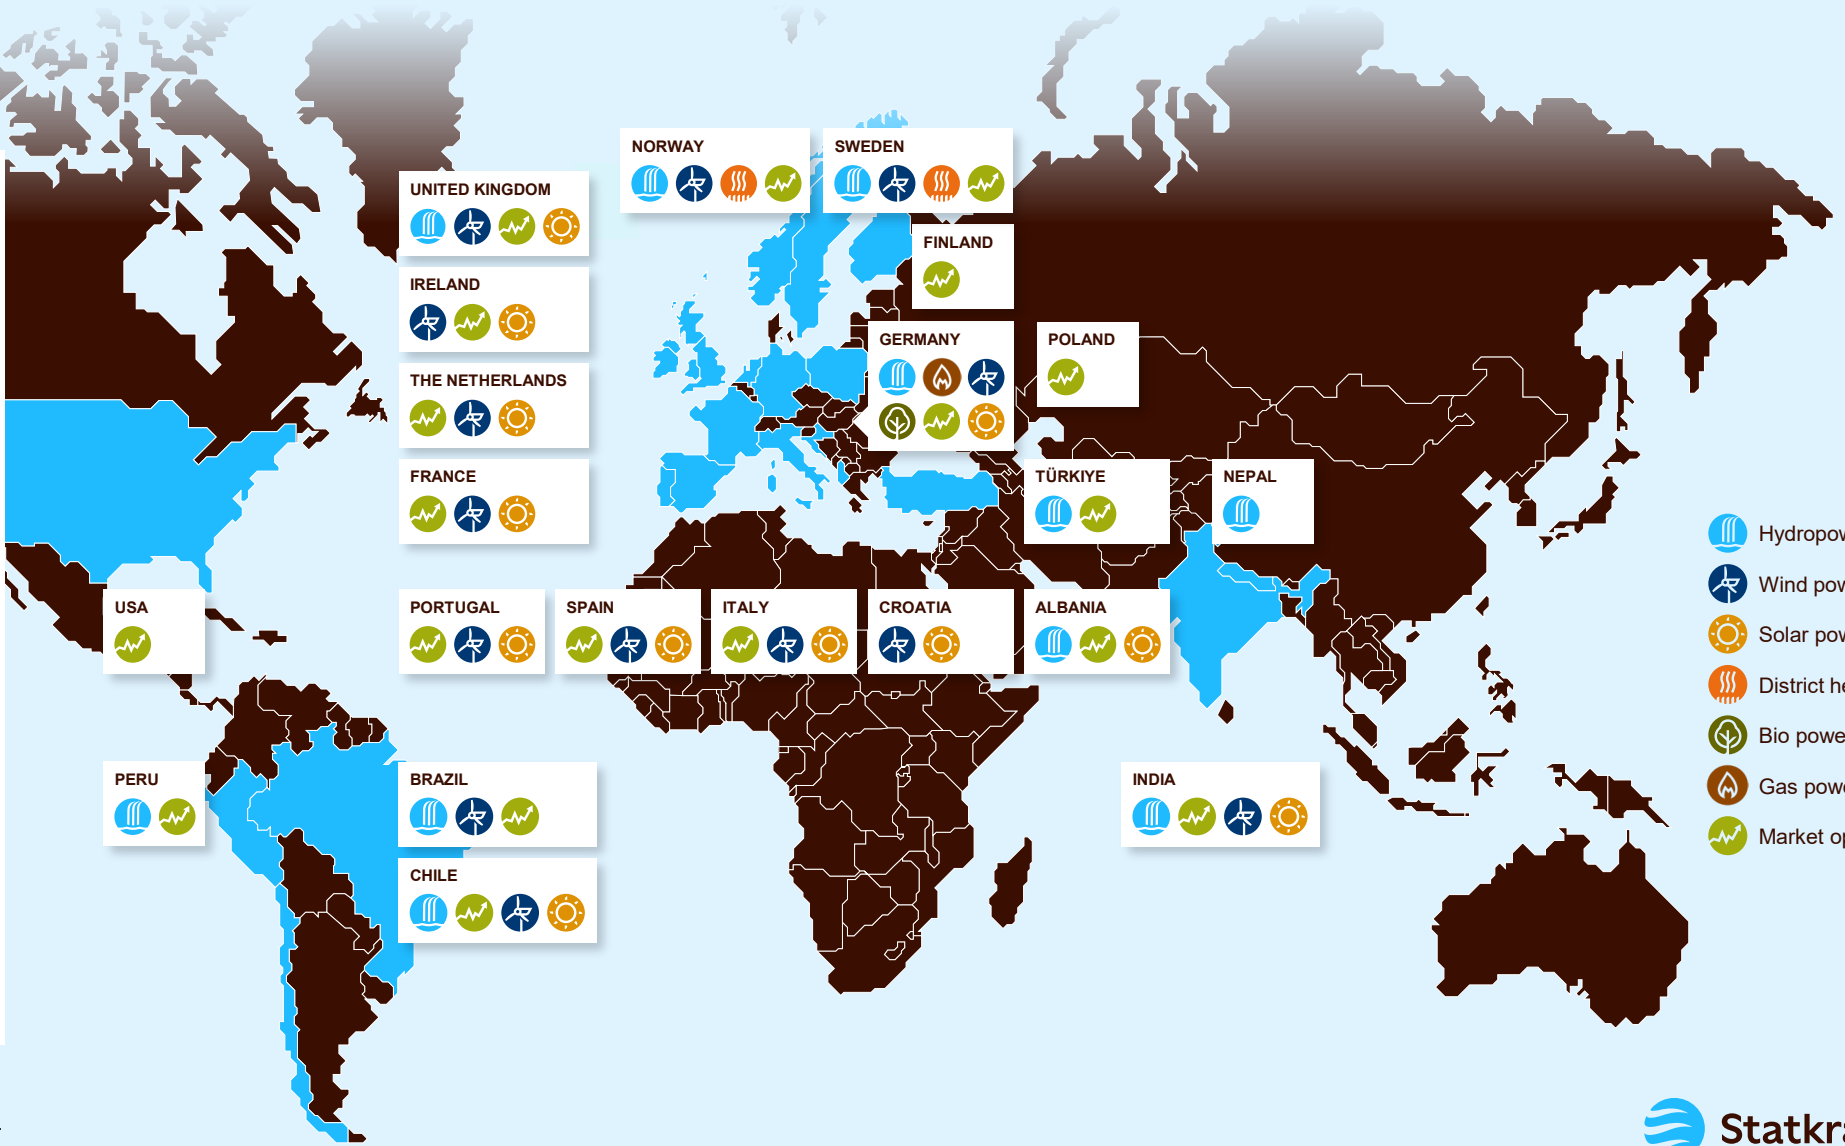 NORWAY
SWEDEN
UNITED KINGDOM
FINLAND
IRELAND
GERMANY
POLAND
THE NETHERLANDS
FRANCE
TÜRKIYE
NEPAL
USA
PORTUGAL
SPAIN
ITALY
CROATIA
ALBANIA
PERU
BRAZIL
INDIA
CHILE
Hydropow
Wind pow
Solar pow
District he
Bio powe
Gas powe
Market op
Statkra